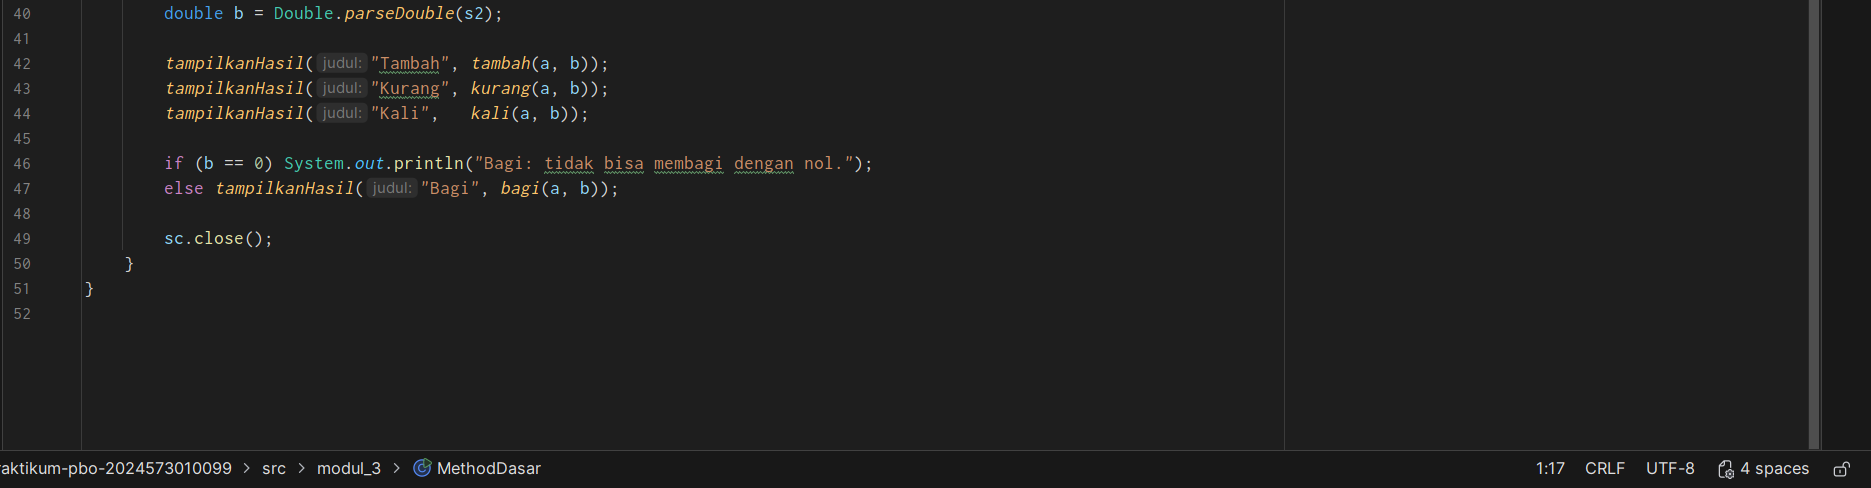 40 double b = Double.parseDouble(s2);
41
42 tampilkanHasil( judul: "Tambah", tambah(a, b));
43 tampilkanHasil( judul: "Kurang", kurang(a, b));
44 tampilkanHasil( judul: "Kali",   kali(a, b));
45
46 if (b == 0) System.out.println("Bagi: tidak bisa membagi dengan nol.");
47 else tampilkanHasil( judul: "Bagi", bagi(a, b));
48
49 sc.close();
50 }
51 }
52
raktikum-pbo-2024573010099 > src > modul_3 > MethodDasar 1:17 CRLF UTF-8 4 spaces